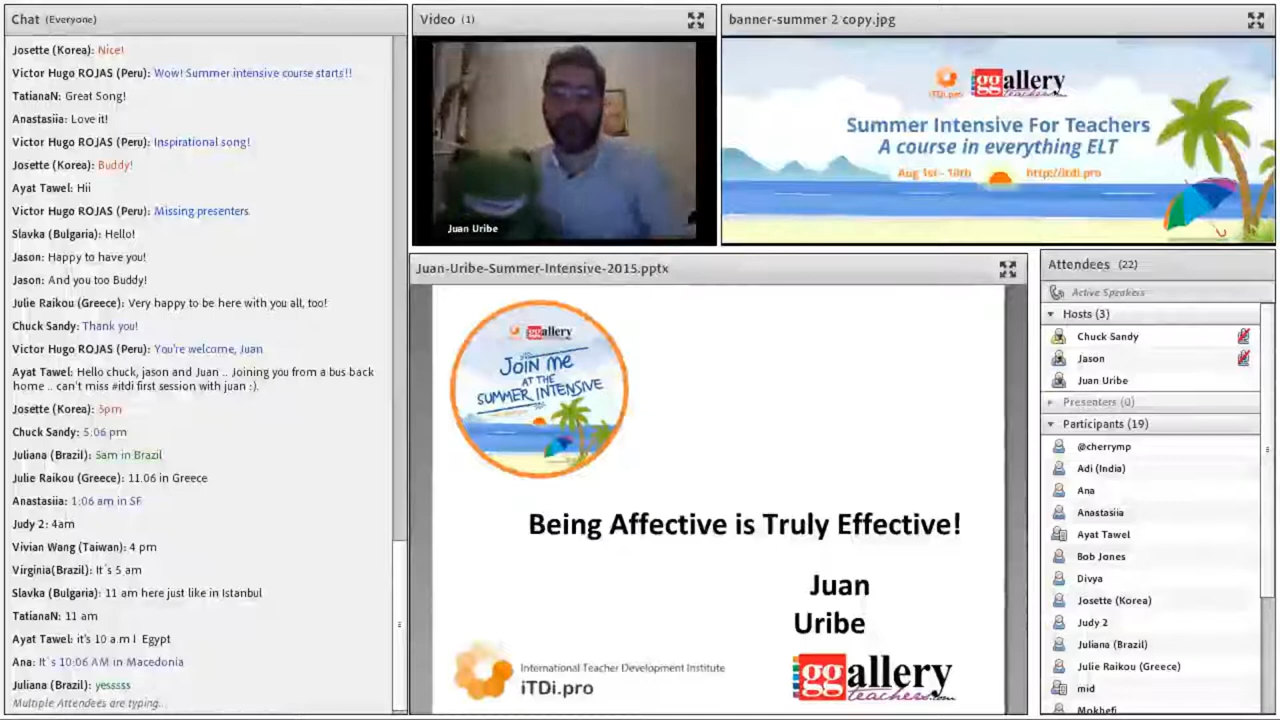 Chat (Everyone)
Josette (Korea): Nice!
Victor Hugo ROJAS (Peru): Wow! Summer intensive course starts!!
TatianaN: Great Song!
Anastasiia: Love it!
Victor Hugo ROJAS (Peru): Inspirational song!
Josette (Korea): Buddy!
Ayat Tawel: Hii
Victor Hugo ROJAS (Peru): Missing presenters
Slavka (Bulgaria): Hello!
Jason: Happy to have you!
Jason: And you too Buddy!
Julie Raikou (Greece): Very happy to be here with you all, too!
Chuck Sandy: Thank you!
Victor Hugo ROJAS (Peru): You're welcome, Juan
Ayat Tawel: Hello chuck, jason and Juan .. Joining you from a bus back
home .. can't miss #itdi first session with juan :).
Josette (Korea): 5pm
Chuck Sandy: 5:06 pm
Juliana (Brazil): 5am in Brazil
Julie Raikou (Greece): 11.06 in Greece
Anastasiia: 1:06 am in SF
Judy 2: 4am
Vivian Wang (Taiwan): 4 pm
Virginia(Brazil): It´s 5 am
Slavka (Bulgaria): 11 am here just like in Istanbul
TatianaN: 11 am
Ayat Tawel: it's 10 a m I Egypt
Ana: It`s 10:06 AM in Macedonia
Juliana (Brazil): yesssss
Multiple Attendees are typing...
Video (1)
Juan Uribe
banner-summer 2 copy.jpg
iTDi.pro
ggallery
teachers
Summer Intensive For Teachers
A course in everything ELT
Aug 1st - 10th http://itdi.pro
Juan-Uribe-Summer-Intensive-2015.pptx
ggallery
JOIN ME
AT THE
SUMMER INTENSIVE
Being Affective is Truly Effective!
Juan
Uribe
International Teacher Development Institute
iTDi.pro
ggallery
teachers.com
Attendees (22)
Active Speakers
Hosts (3)
Chuck Sandy
Jason
Juan Uribe
Presenters (0)
Participants (19)
@cherrymp
Adi (India)
Ana
Anastasiia
Ayat Tawel
Bob Jones
Divya
Josette (Korea)
Judy 2
Juliana (Brazil)
Julie Raikou (Greece)
mid
Mokhefi